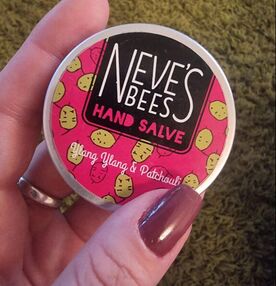 NEVE'S
BEES
HAND SALVE
Ylang Ylang & Patchouli